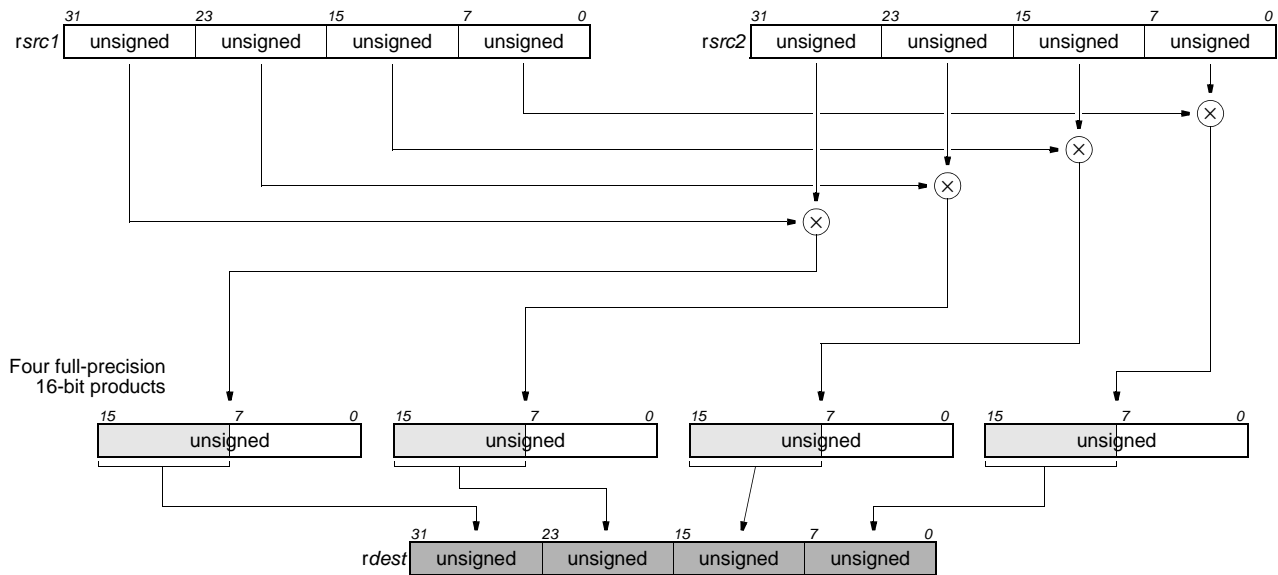 31 23 15 7 0 31 23 15 7 0
rsrc1 unsigned unsigned unsigned unsigned rsrc2 unsigned unsigned unsigned unsigned
×
×
×
×
Four full-precision
16-bit products
15 7 0 15 7 0 15 7 0 15 7 0
unsigned unsigned unsigned unsigned
31 23 15 7 0
rdest unsigned unsigned unsigned unsigned